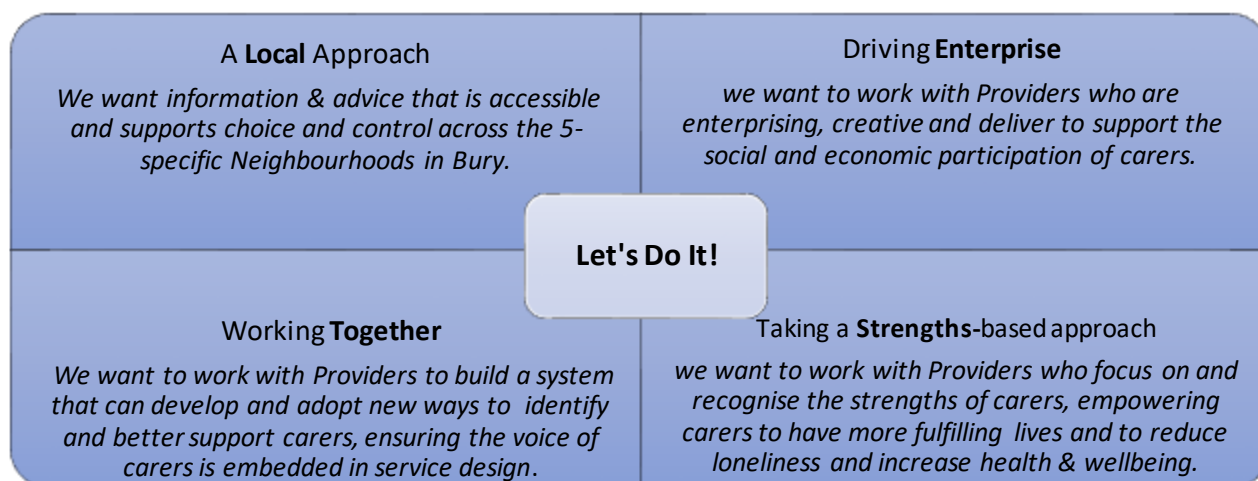 A Local Approach
We want information & advice that is accessible
and supports choice and control across the 5-
specific Neighbourhoods in Bury.
Driving Enterprise
we want to work with Providers who are
enterprising, creative and deliver to support the
social and economic participation of carers.
Let's Do It!
Working Together
We want to work with Providers to build a system
that can develop and adopt new ways to identify
and better support carers, ensuring the voice of
carers is embedded in service design.
Taking a Strengths-based approach
we want to work with Providers who focus on and
recognise the strengths of carers, empowering
carers to have more fulfilling lives and to reduce
loneliness and increase health & wellbeing.